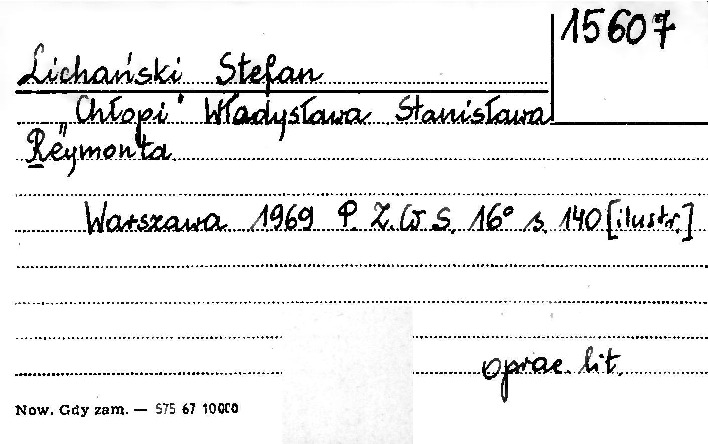 15607
Lichański Stefan
"Chłopi" Władysława Stanisława
Reymonta
Warszawa 1969 P.Z.W.S. 16° s. 140 [ilustr.]
oprac. lit.
Now. Gdy zam. — S75 67 10000